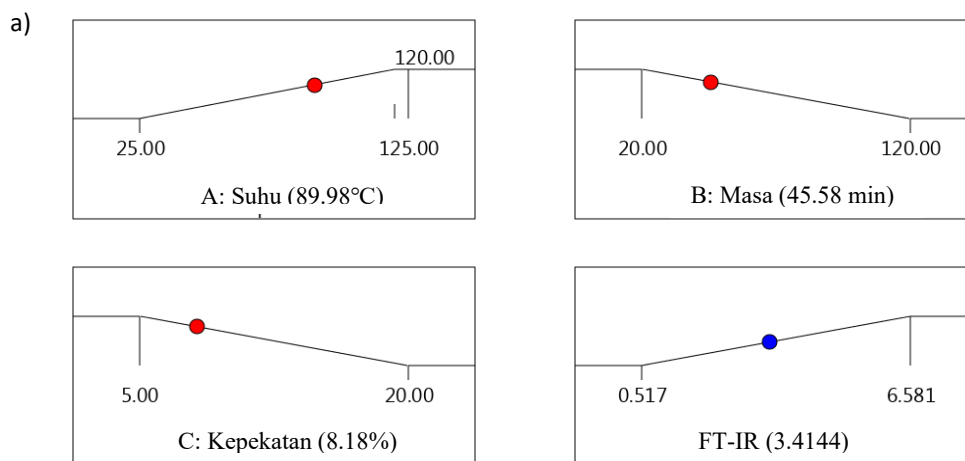 a)
120.00
25.00
125.00
A: Suhu (89.98°C)
20.00
120.00
B: Masa (45.58 min)
5.00
20.00
C: Kepekatan (8.18%)
0.517
6.581
FT-IR (3.4144)